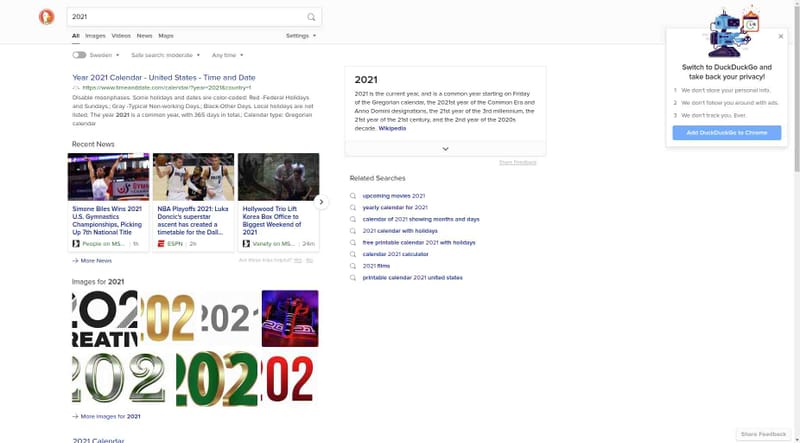 2021
All Images Videos News Maps Settings
Sweden Safe search: moderate Any time
Year 2021 Calendar - United States - Time and Date
https://www.timeanddate.com/calendar/?year=2021&country=1
Disable moonphases. Some holidays and dates are color-coded: Red -Federal Holidays
and Sundays.; Gray -Typical Non-working Days.; Black-Other Days. Local holidays are not
listed. The year 2021 is a common year, with 365 days in total.; Calendar type: Gregorian
calendar
Recent News
Simone Biles Wins 2021
U.S. Gymnastics
Championships, Picking
Up 7th National Title
People on MS... 1h
NBA Playoffs 2021: Luka
Doncic's superstar
ascent has created a
timetable for the Dall...
ESPN 2h
Hollywood Trio Lift
Korea Box Office to
Biggest Weekend of
2021
Variety on MS... 24m
More News
Are these links helpful? Yes No
Images for 2021
202
CREATIV
202
2021
202
202
202
More Images for 2021
2021 Calendar
2021
2021 is the current year, and is a common year starting on Friday
of the Gregorian calendar, the 2021st year of the Common Era and
Anno Domini designations, the 21st year of the 3rd millennium, the
21st year of the 21st century, and the 2nd year of the 2020s
decade. Wikipedia
Share Feedback
Related Searches
upcoming movies 2021
yearly calendar for 2021
calendar of 2021 showing months and days
2021 calendar with holidays
free printable calendar 2021 with holidays
calendar 2021 calculator
2021 films
printable calendar 2021 united states
Switch to DuckDuckGo and
take back your privacy!
1 We don't store your personal info.
2 We don't follow you around with ads.
3 We don't track you. Ever.
Add DuckDuckGo to Chrome
Share Feedback